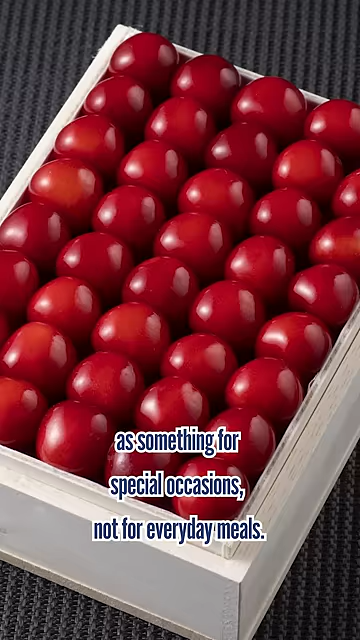 as something for
special occasions,
not for everyday meals.